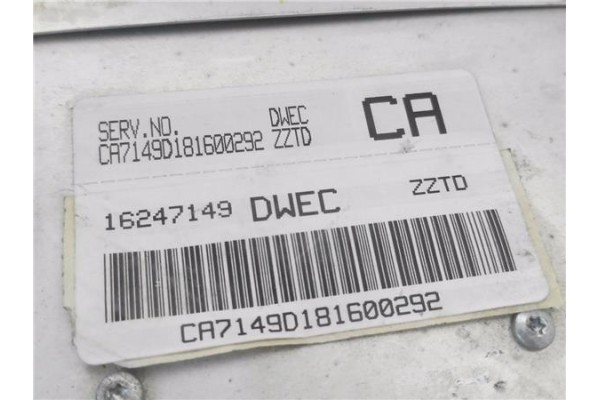 SERV.NO. DWEC CA
CA7149D181600292 ZZTD
16247149 DWEC ZZTD
CA7149D181600292